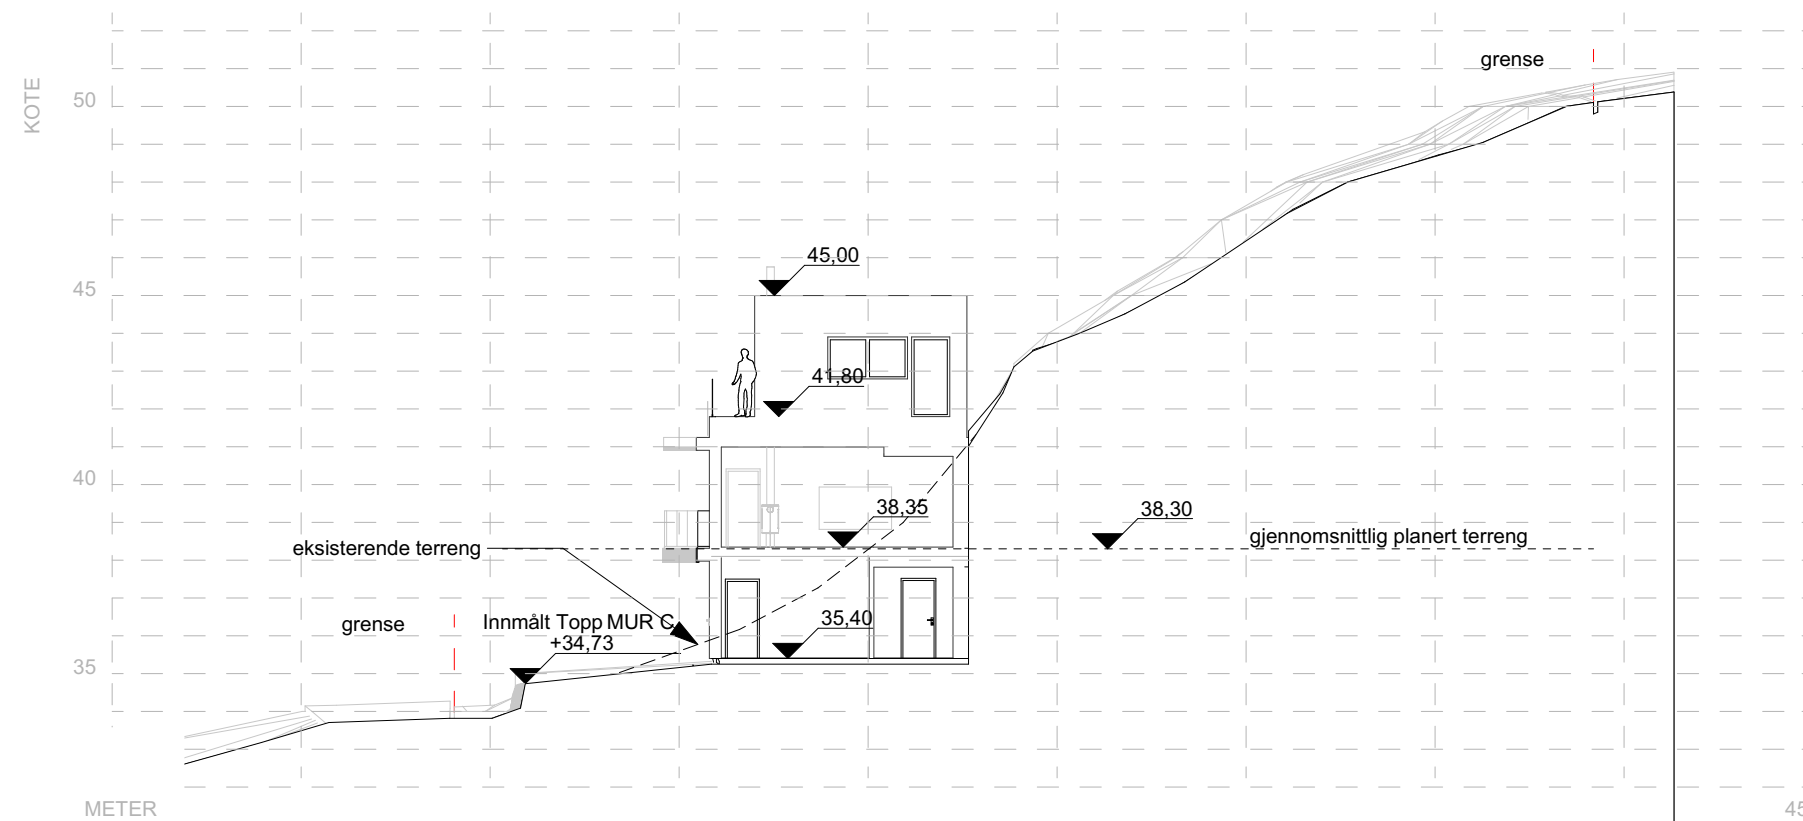 grense
KOTE
50
45,00
45
41,80
40
38,35
38,30
gjennomsnittlig planert terreng
eksisterende terreng
grense
Innmålt Topp MUR C
+34,73
35,40
35
METER
45